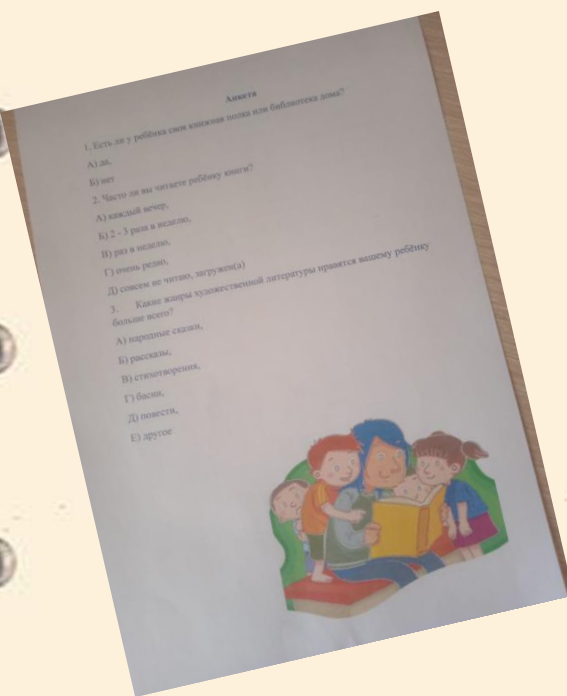 Анкета
1. Есть ли у ребёнка своя книжная полка или библиотека дома?
А) да,
Б) нет
2. Часто ли вы читаете ребёнку книги?
А) каждый вечер,
Б) 2 - 3 раза в неделю,
В) раз в неделю,
Г) очень редко,
Д) совсем не читаю, загружен(а)
3. Какие жанры художественной литературы нравятся вашему ребёнку
больше всего?
А) народные сказки,
Б) рассказы,
В) стихотворения,
Г) басни,
Д) повести,
Е) другое